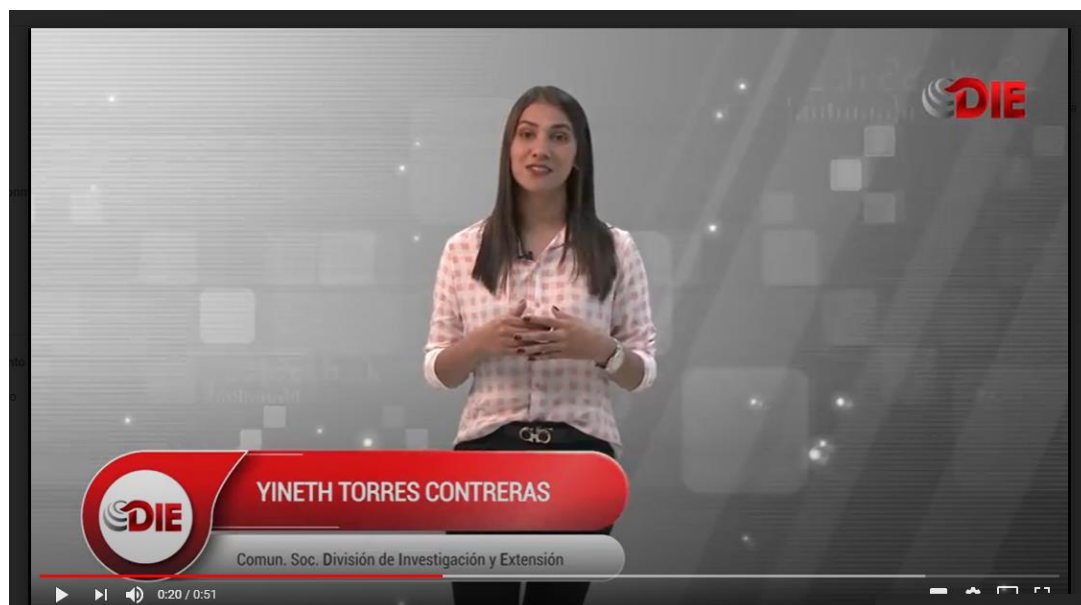 DIE
YINETH TORRES CONTRERAS
DIE
Comun. Soc. División de Investigación y Extensión
0:20 / 0:51